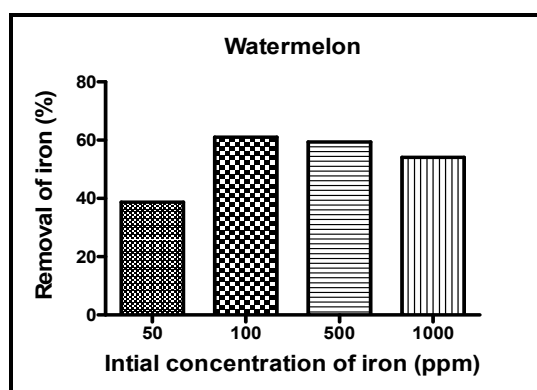 Watermelon
Removal of iron (%)
80
60
40
20
0
50 100 500 1000
Intial concentration of iron (ppm)